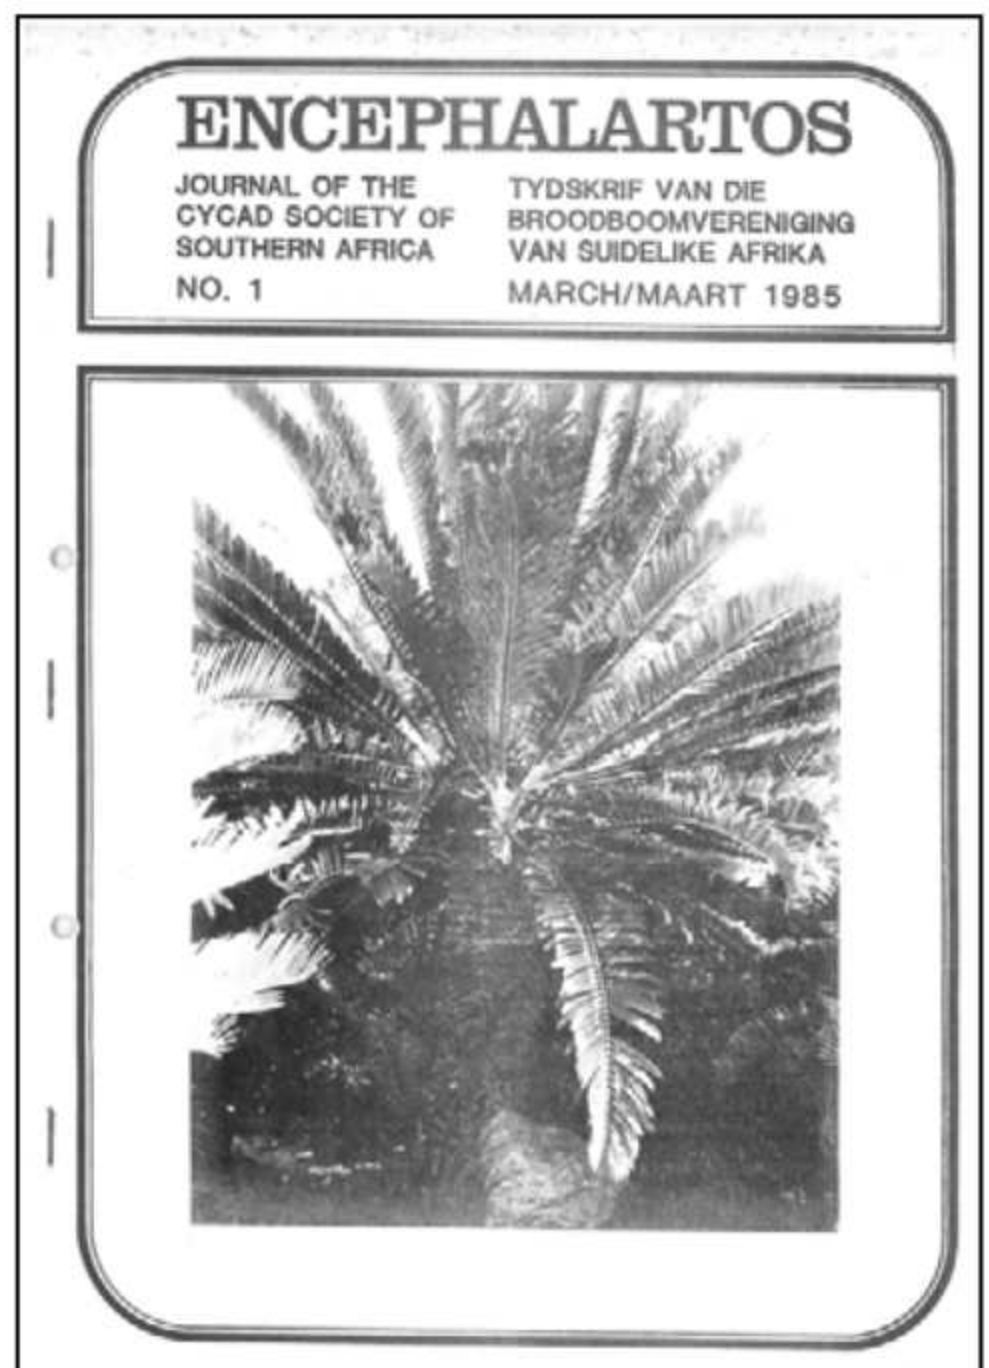 ENCEPHALARTOS
JOURNAL OF THE
CYCAD SOCIETY OF
SOUTHERN AFRICA
NO. 1
TYDSKRIF VAN DIE
BROODBOOMVERENIGING
VAN SUIDELIKE AFRIKA
MARCH/MAART 1985